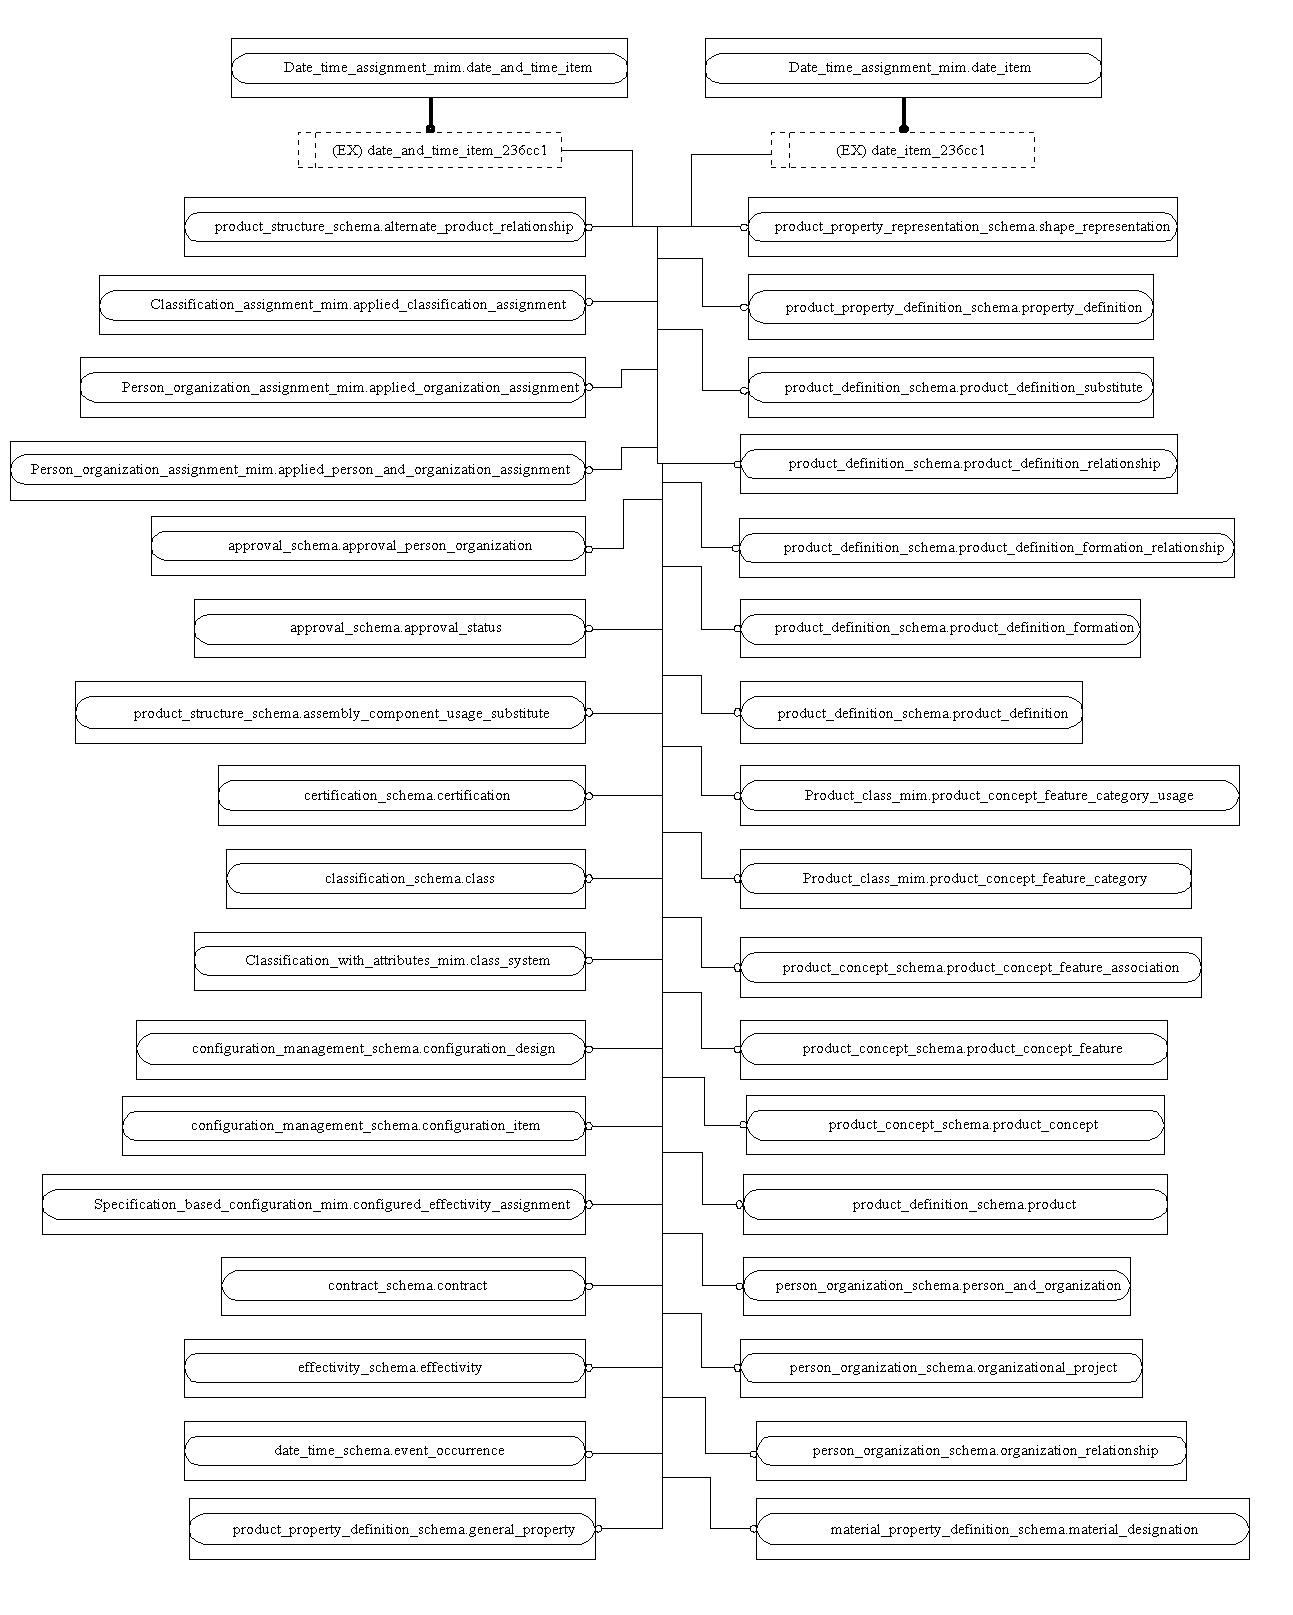 Date_time_assignment_mim.date_and_time_item
Date_time_assignment_mim.date_item
(EX) date_and_time_item_236cc1
(EX) date_item_236cc1
product_structure_schema.alternate_product_relationship
product_property_representation_schema.shape_representation
Classification_assignment_mim.applied_classification_assignment
product_property_definition_schema.property_definition
Person_organization_assignment_mim.applied_organization_assignment
product_definition_schema.product_definition_substitute
Person_organization_assignment_mim.applied_person_and_organization_assignment
product_definition_schema.product_definition_relationship
approval_schema.approval_person_organization
product_definition_schema.product_definition_formation_relationship
approval_schema.approval_status
product_definition_schema.product_definition_formation
product_structure_schema.assembly_component_usage_substitute
product_definition_schema.product_definition
certification_schema.certification
Product_class_mim.product_concept_feature_category_usage
classification_schema.class
Product_class_mim.product_concept_feature_category
Classification_with_attributes_mim.class_system
product_concept_schema.product_concept_feature_association
configuration_management_schema.configuration_design
product_concept_schema.product_concept_feature
configuration_management_schema.configuration_item
product_concept_schema.product_concept
Specification_based_configuration_mim.configured_effectivity_assignment
product_definition_schema.product
contract_schema.contract
person_organization_schema.person_and_organization
effectivity_schema.effectivity
person_organization_schema.organizational_project
date_time_schema.event_occurrence
person_organization_schema.organization_relationship
product_property_definition_schema.general_property
material_property_definition_schema.material_designation